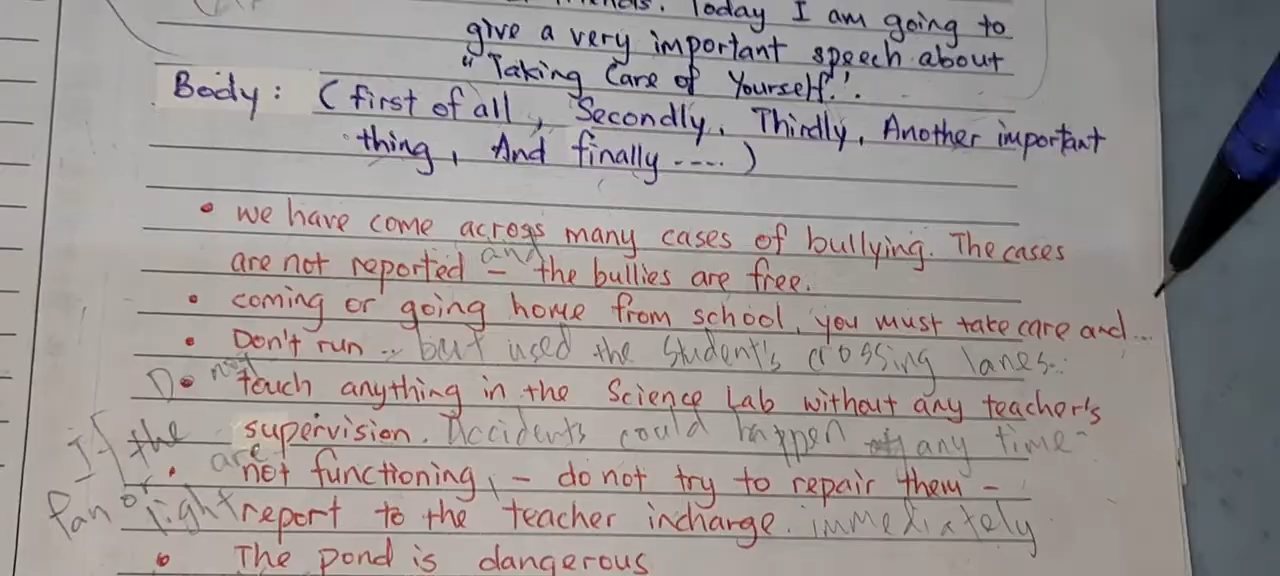 Today I am going to
give a very important speech about
"Taking Care of Yourself!'.
Body: (first of all, Secondly, Thirdly, Another important
thing, And finally ....)
• we have come across many cases of bullying. The cases
are not reported – and the bullies are free.
• coming or going home from school, you must take care and...
• Don't run .. but used the student's crossing lanes..
Do not touch anything in the Science Lab without any teacher's
supervision. Accidents could happen any time-
If the
• are not functioning, – do not try to repair them –
fan or light report to the teacher incharge. immediately
• The pond is dangerous